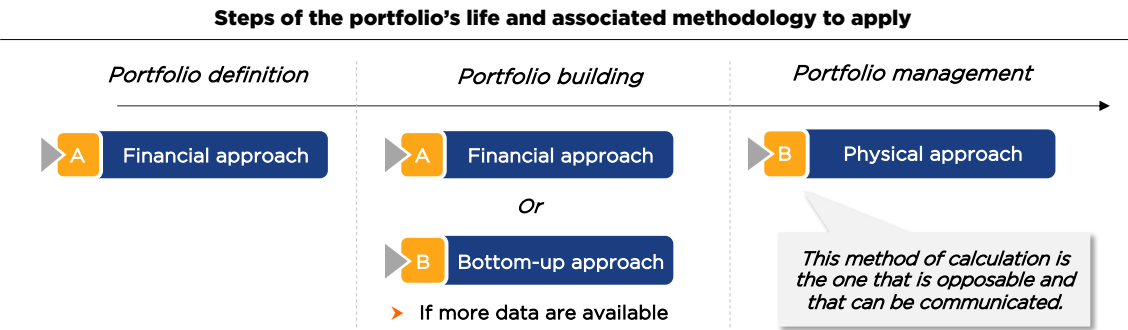 Steps of the portfolio's life and associated methodology to apply
Portfolio definition
Portfolio building
Portfolio management
A Financial approach
A Financial approach
B Physical approach
Or
B Bottom-up approach
If more data are available
This method of calculation is
the one that is opposable and
that can be communicated.